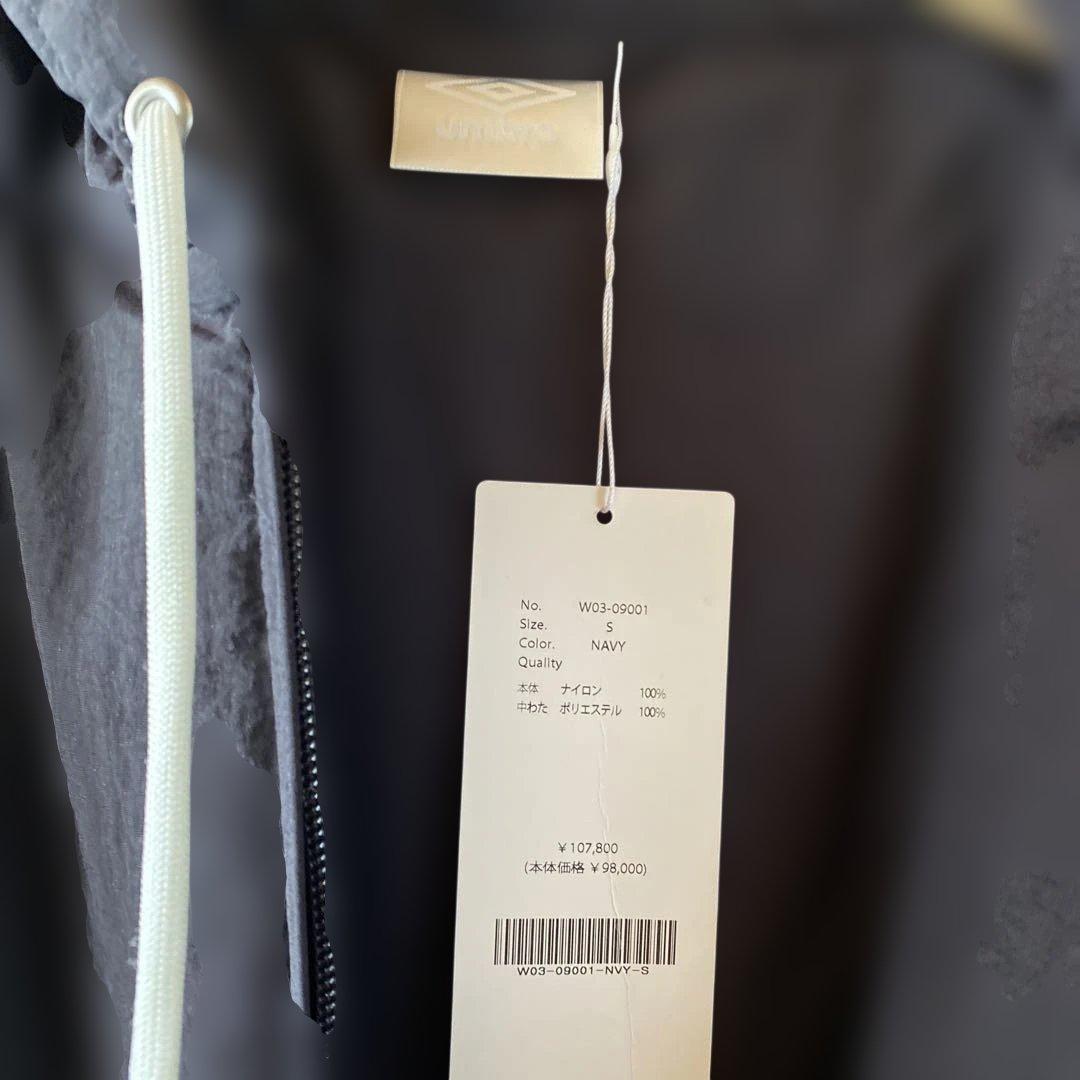 umbro
No. W03-09001
Size. S
Color. NAVY
Quality
本体 ナイロン 100%
中わた ポリエステル 100%
￥107,800
(本体価格 ￥98,000)
W03-09001-NVY-S